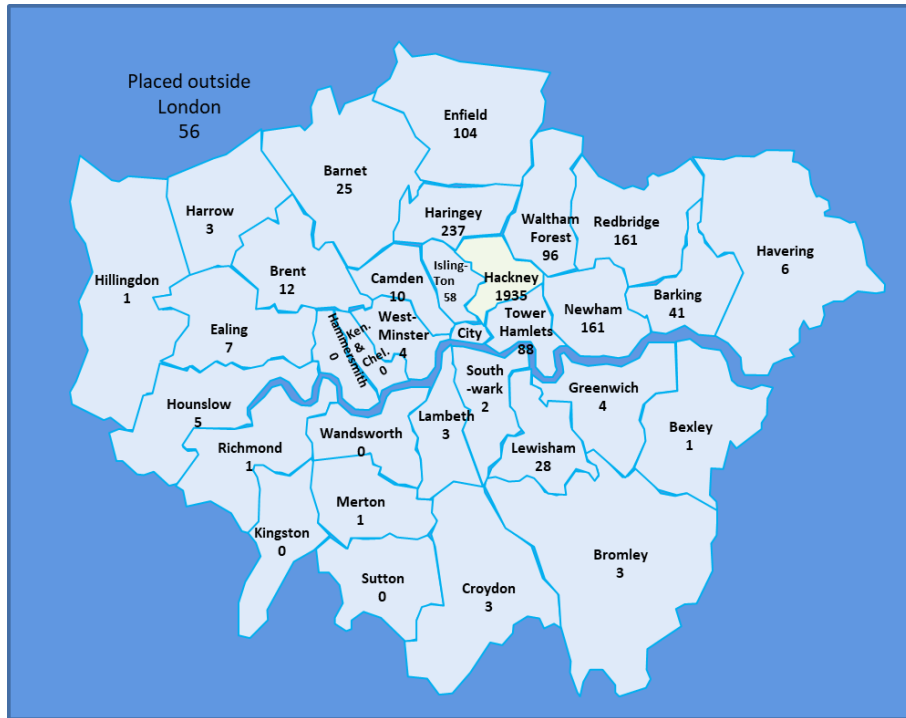 Placed outside
London
56
Enfield
104
Barnet
25
Harrow
3
Haringey
237
Waltham
Forest
96
Redbridge
161
Havering
6
Hillingdon
1
Brent
12
Camden
10
Isling-
Ton
58
Hackney
1935
Newham
161
Barking
41
Ealing
7
Hammersmith
0
Ken.
&
Chel.
0
West-
Minster
4
City
Tower
Hamlets
88
Hounslow
5
Richmond
1
Wandsworth
0
Lambeth
3
South
-wark
2
Lewisham
28
Greenwich
4
Bexley
1
Kingston
0
Merton
1
Sutton
0
Croydon
3
Bromley
3